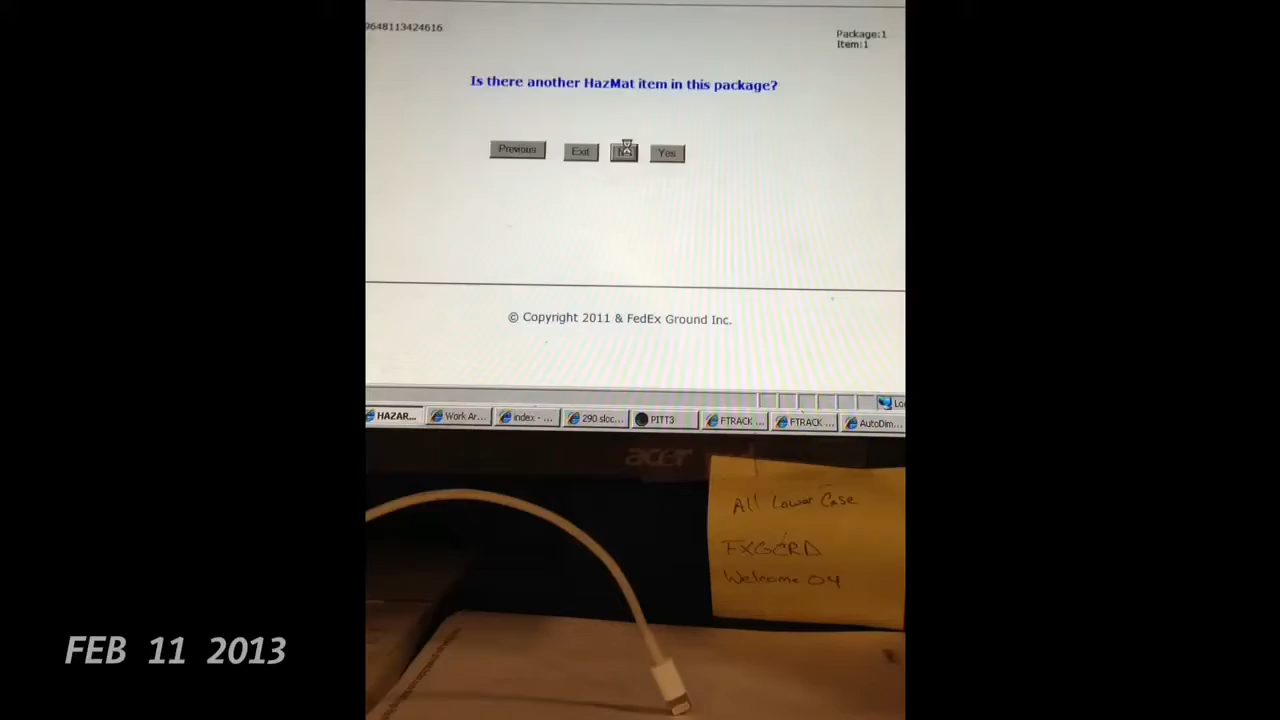 9648113424616
Package:1
Item:1
Is there another HazMat item in this package?
Previous Exit Yes
© Copyright 2011 & FedEx Ground Inc.
HAZAR... Work Ar... index - ... 290 sloc... PITT3 FTRACK ... FTRACK ... AutoDim...
acer
All Lower Case
FXGCRD
Welcome 04
FEB 11 2013